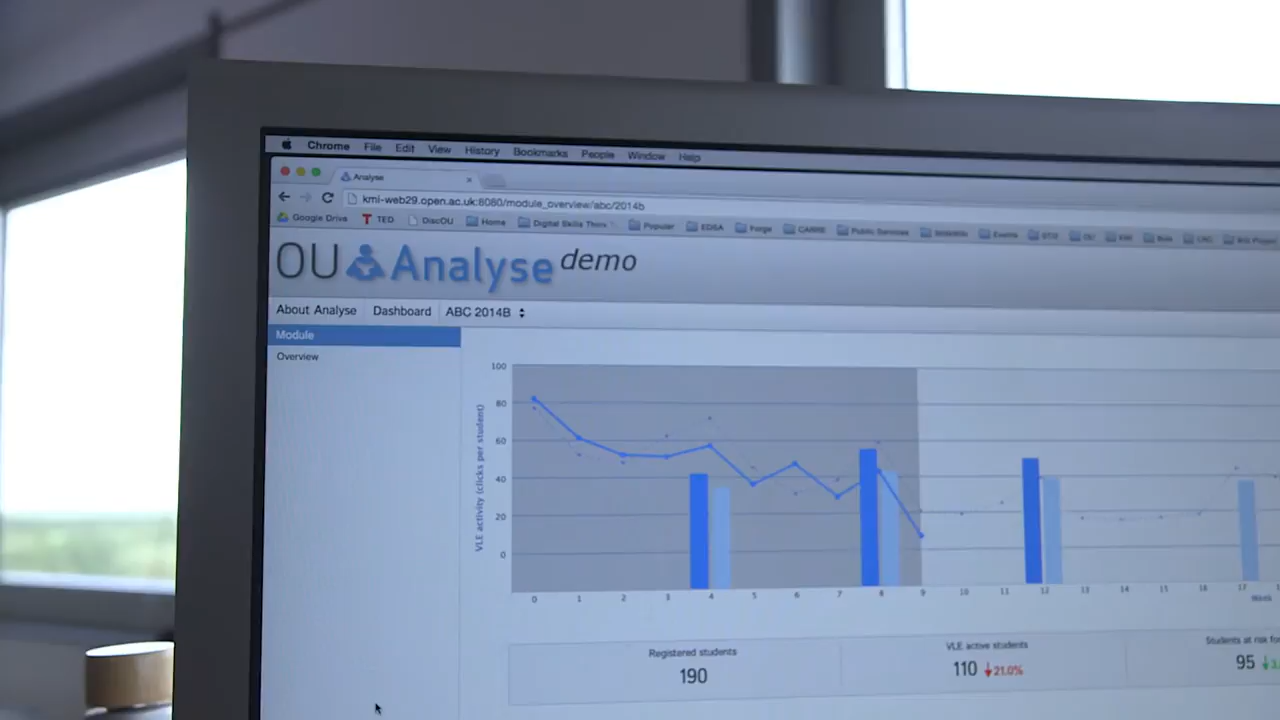 Chrome File Edit View History Bookmarks People Window Help
Analyse
kmi-web29.open.ac.uk:8080/module_overview/abc/2014b
Google Drive TED DiscOU Home Digital Skills Popular EDSA Forge CARRE Public Services Events
OU Analyse demo
About Analyse Dashboard ABC 2014B
Module
Overview
VLE activity (clicks per student)
100
80
60
40
20
0
0 1 2 3 4 5 6 7 8 9 10 11 12 13 14 15 16 17
Week
Registered students
190
VLE active students
110 21.0%
Students at risk
95